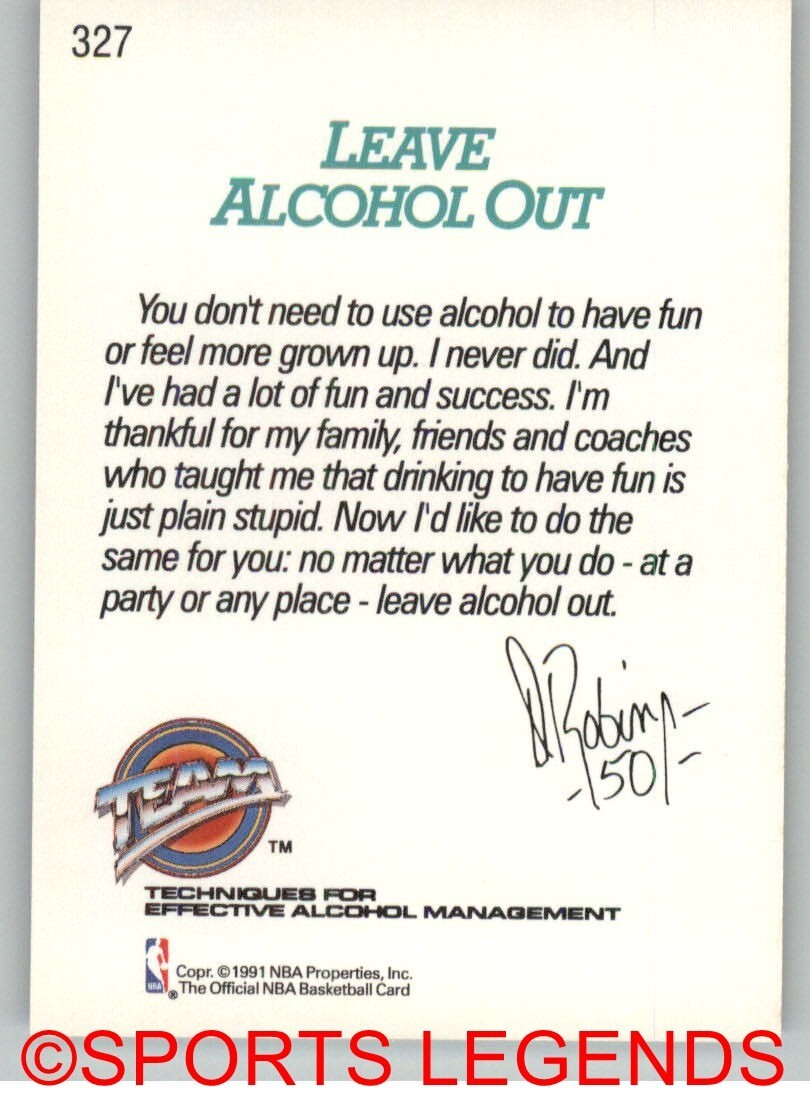 327
LEAVE
ALCOHOL OUT
You don't need to use alcohol to have fun
or feel more grown up. I never did. And
I've had a lot of fun and success. I'm
thankful for my family, friends and coaches
who taught me that drinking to have fun is
just plain stupid. Now I'd like to do the
same for you: no matter what you do - at a
party or any place - leave alcohol out.
D Robins
50
TEAM
TM
TECHNIQUES FOR
EFFECTIVE ALCOHOL MANAGEMENT
NBA
®
Copr. ©1991 NBA Properties, Inc.
The Official NBA Basketball Card
©SPORTS LEGENDS